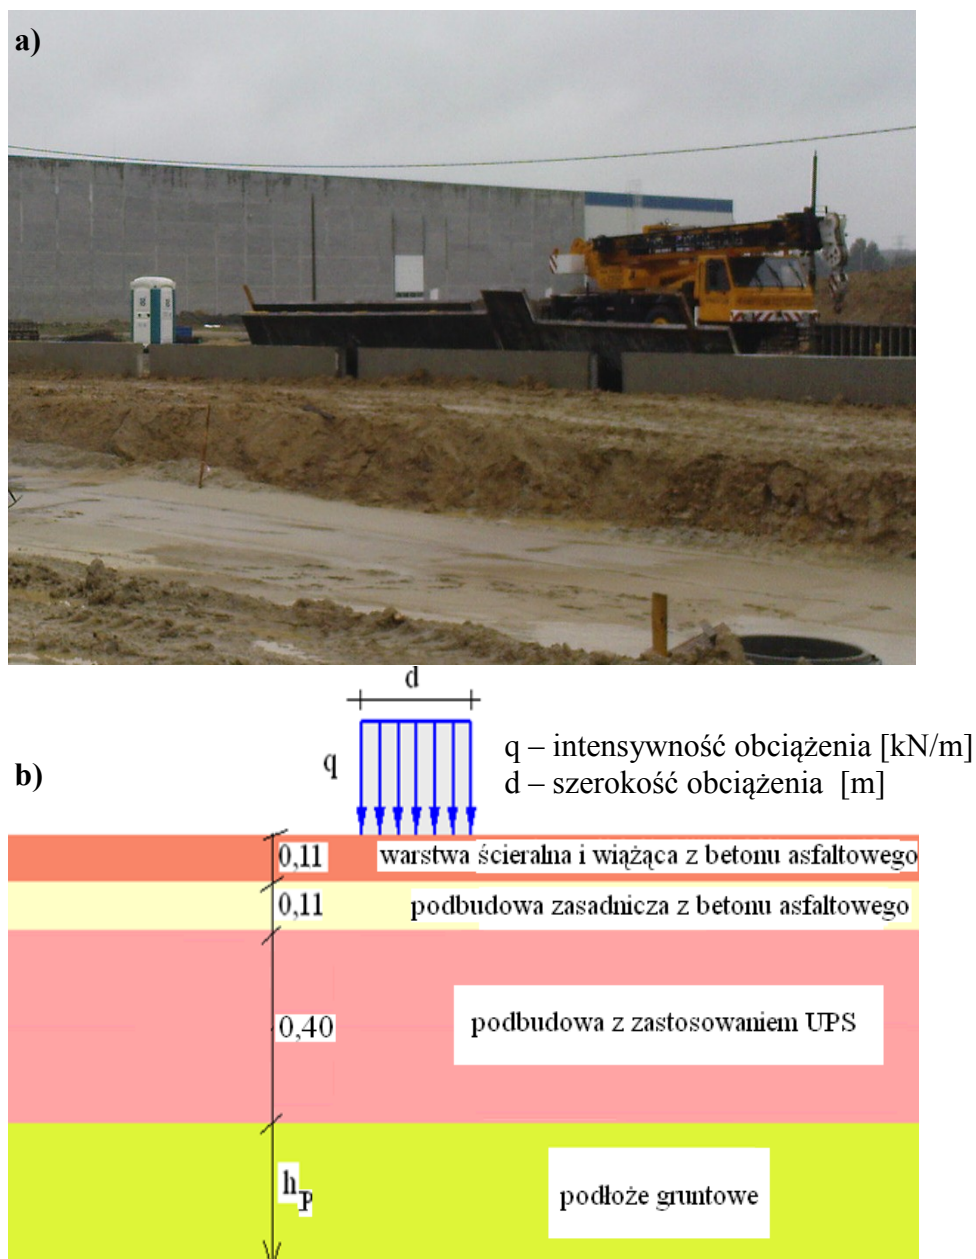 a)
d
q
q – intensywność obciążenia [kN/m]
d – szerokość obciążenia [m]
b)
0,11 warstwa ścieralna i wiążąca z betonu asfaltowego
0,11 podbudowa zasadnicza z betonu asfaltowego
0,40 podbudowa z zastosowaniem UPS
hP podłoże gruntowe